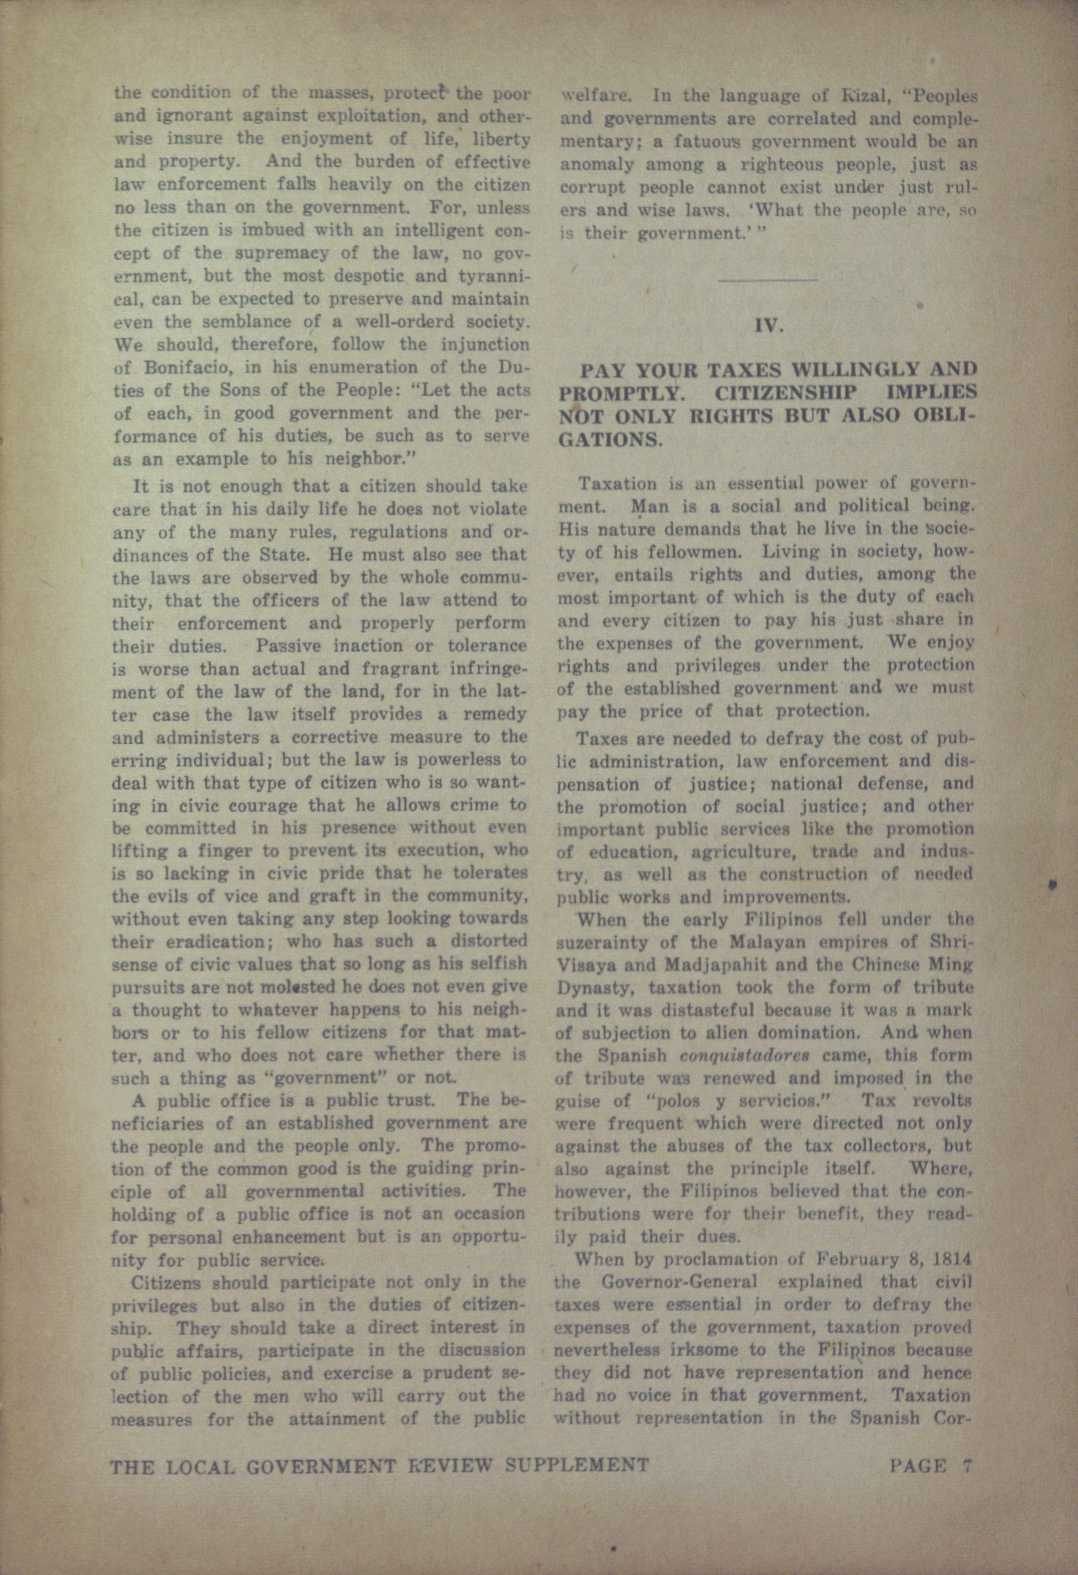 the condition of the masses, protect the poor
and ignorant against exploitation, and other-
wise insure the enjoyment of life, liberty
and property. And the burden of effective
law enforcement falls heavily on the citizen
no less than on the government. For, unless
the citizen is imbued with an intelligent con-
cept of the supremacy of the law, no gov-
ernment, but the most despotic and tyranni-
cal, can be expected to preserve and maintain
even the semblance of a well-orderd society.
We should, therefore, follow the injunction
of Bonifacio, in his enumeration of the Du-
ties of the Sons of the People: "Let the acts
of each, in good government and the per-
formance of his duties, be such as to serve
as an example to his neighbor."
It is not enough that a citizen should take
care that in his daily life he does not violate
any of the many rules, regulations and or-
dinances of the State. He must also see that
the laws are observed by the whole commu-
nity, that the officers of the law attend to
their enforcement and properly perform
their duties. Passive inaction or tolerance
is worse than actual and fragrant infringe-
ment of the law of the land, for in the lat-
ter case the law itself provides a remedy
and administers a corrective measure to the
erring individual; but the law is powerless to
deal with that type of citizen who is so want-
ing in civic courage that he allows crime to
be committed in his presence without even
lifting a finger to prevent its execution, who
is so lacking in civic pride that he tolerates
the evils of vice and graft in the community,
without even taking any step looking towards
their eradication; who has such a distorted
sense of civic values that so long as his selfish
pursuits are not molested he does not even give
a thought to whatever happens to his neigh-
bors or to his fellow citizens for that mat-
ter, and who does not care whether there is
such a thing as "government" or not.
A public office is a public trust. The be-
neficiaries of an established government are
the people and the people only. The promo-
tion of the common good is the guiding prin-
ciple of all governmental activities. The
holding of a public office is not an occasion
for personal enhancement but is an opportu-
nity for public service.
Citizens should participate not only in the
privileges but also in the duties of citizen-
ship. They should take a direct interest in
public affairs, participate in the discussion
of public policies, and exercise a prudent se-
lection of the men who will carry out the
measures for the attainment of the public
welfare. In the language of Rizal, "Peoples
and governments are correlated and comple-
mentary; a fatuous government would be an
anomaly among a righteous people, just as
corrupt people cannot exist under just rul-
ers and wise laws. 'What the people are, so
is their government.' "
IV.
PAY YOUR TAXES WILLINGLY AND
PROMPTLY. CITIZENSHIP IMPLIES
NOT ONLY RIGHTS BUT ALSO OBLI-
GATIONS.
Taxation is an essential power of govern-
ment. Man is a social and political being.
His nature demands that he live in the socie-
ty of his fellowmen. Living in society, how-
ever, entails rights and duties, among the
most important of which is the duty of each
and every citizen to pay his just share in
the expenses of the government. We enjoy
rights and privileges under the protection
of the established government and we must
pay the price of that protection.
Taxes are needed to defray the cost of pub-
lic administration, law enforcement and dis-
pensation of justice; national defense, and
the promotion of social justice; and other
important public services like the promotion
of education, agriculture, trade and indus-
try, as well as the construction of needed
public works and improvements.
When the early Filipinos fell under the
suzerainty of the Malayan empires of Shri-
Visaya and Madjapahit and the Chinese Ming
Dynasty, taxation took the form of tribute
and it was distasteful because it was a mark
of subjection to alien domination. And when
the Spanish conquistadores came, this form
of tribute was renewed and imposed in the
guise of "polos y servicios." Tax revolts
were frequent which were directed not only
against the abuses of the tax collectors, but
also against the principle itself. Where,
however, the Filipinos believed that the con-
tributions were for their benefit, they read-
ily paid their dues.
When by proclamation of February 8, 1814
the Governor-General explained that civil
taxes were essential in order to defray the
expenses of the government, taxation proved
nevertheless irksome to the Filipinos because
they did not have representation and hence
had no voice in that government. Taxation
without representation in the Spanish Cor-
THE LOCAL GOVERNMENT REVIEW SUPPLEMENT PAGE 7